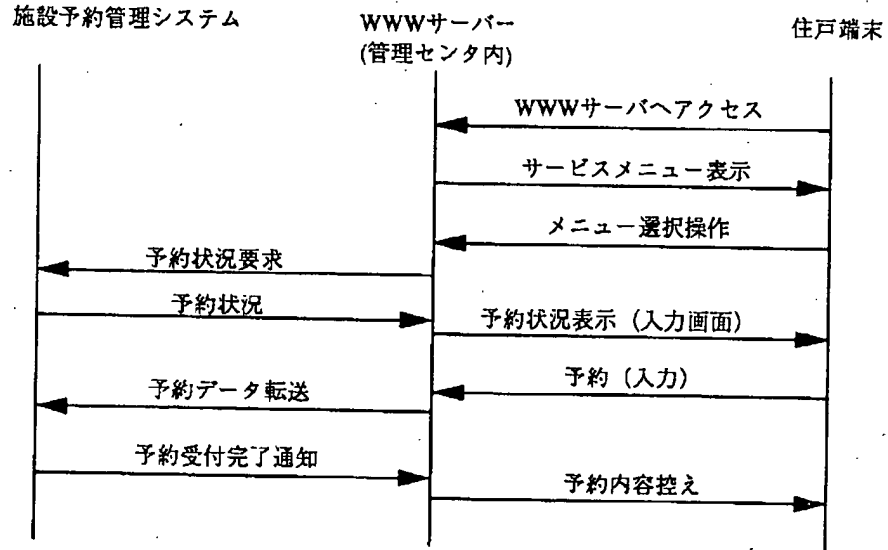 施設予約管理システム
WWWサーバー
(管理センタ内)
住戸端末
WWWサーバへアクセス
サービスメニュー表示
メニュー選択操作
予約状況要求
予約状況
予約状況表示 (入力画面)
予約 (入力)
予約データ転送
予約受付完了通知
予約内容控え